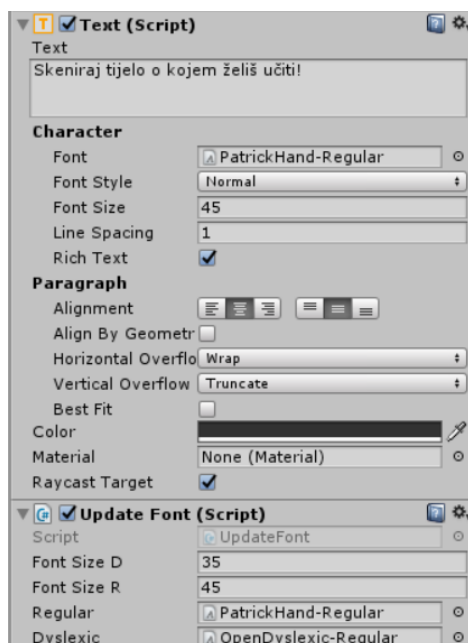 Text (Script)
Text
Skeniraj tijelo o kojem želiš učiti!
Character
Font PatrickHand-Regular
Font Style Normal
Font Size 45
Line Spacing 1
Rich Text
Paragraph
Alignment
Align By Geometr
Horizontal Overflo Wrap
Vertical Overflow Truncate
Best Fit
Color
Material None (Material)
Raycast Target
Update Font (Script)
Script UpdateFont
Font Size D 35
Font Size R 45
Regular PatrickHand-Regular
Dyslexic OpenDyslexic-Regular